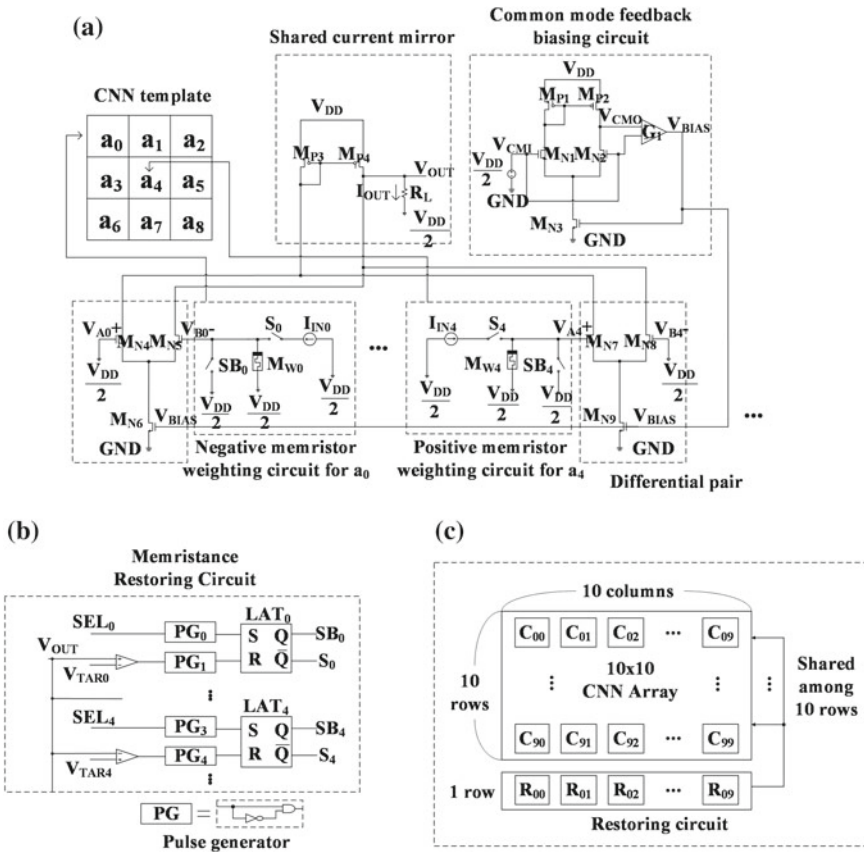 (a)
Shared current mirror
Common mode feedback
biasing circuit
CNN template
a0 a1 a2
a3 a4 a5
a6 a7 a8
VDD
MP3 MP4
VOUT
IOUT RL
VDD
2
VDD
MP1 MP2
VCMO
G1 VBIAS
VCMI
MN1 MN2
VDD
2
GND
MN3
GND
VA0+
MN4 MN5
VB0-
VDD
2
MN6
VBIAS
GND
S0
IIN0
SB0
MW0
VDD
2
VDD
2
VDD
2
...
IIN4
S4
VA4+
MW4
SB4
VDD
2
VDD
2
VDD
2
MN7 MN8
VB4-
VDD
2
MN9
VBIAS
GND
...
Negative memristor
weighting circuit for a0
Positive memristor
weighting circuit for a4
Differential pair
(b)
Memristance
Restoring Circuit
SEL0
PG0
LAT0
S Q
SB0
VOUT
VTAR0
PG1
R Q̅
S0
SEL4
PG3
LAT4
S Q
SB4
VTAR4
PG4
R Q̅
S4
PG =
Pulse generator
(c)
10 columns
C00 C01 C02 ... C09
10
rows
10x10
CNN Array
Shared
among
10 rows
C90 C91 C92 ... C99
1 row
R00 R01 R02 ... R09
Restoring circuit